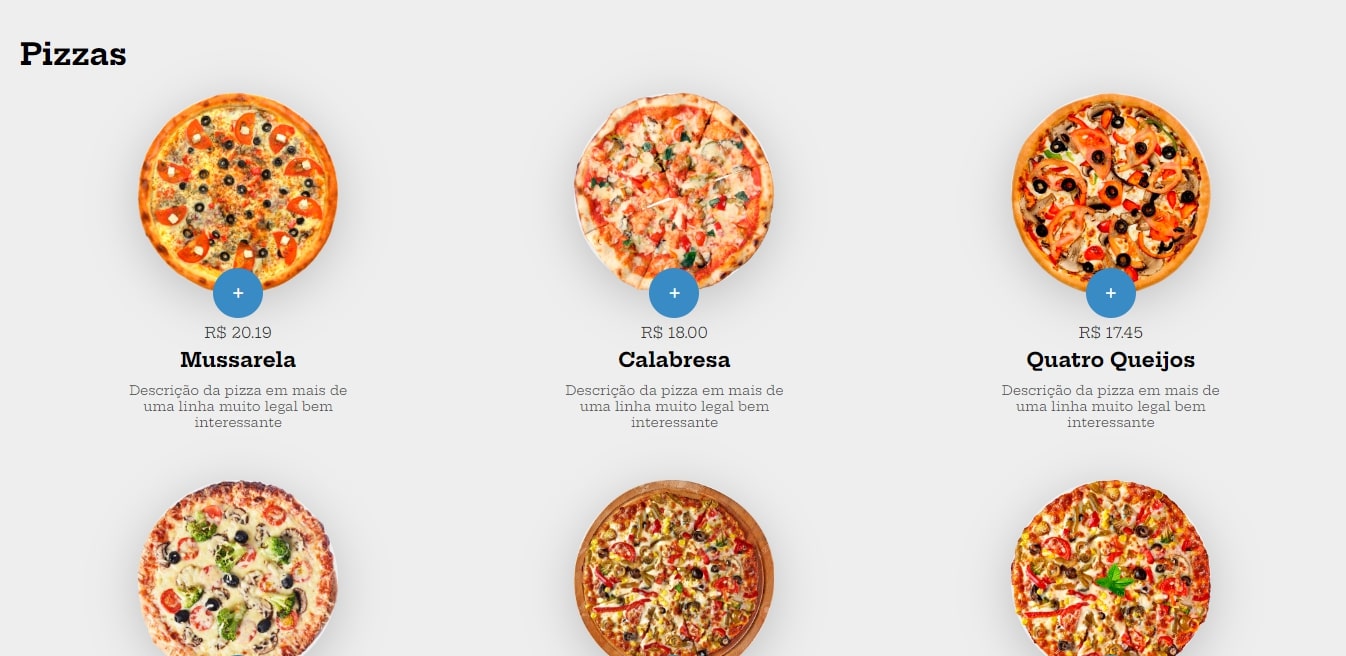 Pizzas
+
+
+
R$ 20.19
R$ 18.00
R$ 17.45
Mussarela
Calabresa
Quatro Queijos
Descrição da pizza em mais de
uma linha muito legal bem
interessante
Descrição da pizza em mais de
uma linha muito legal bem
interessante
Descrição da pizza em mais de
uma linha muito legal bem
interessante